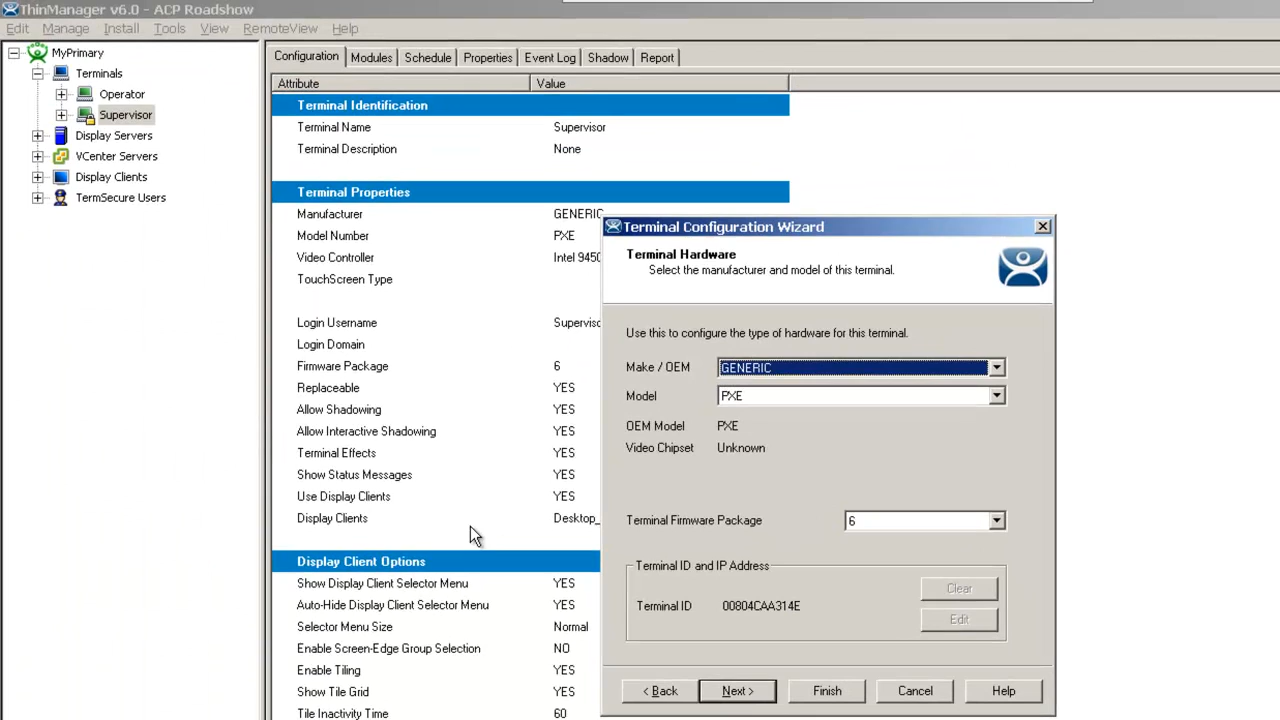 ThinManager v6.0 - ACP Roadshow
Edit Manage Install Tools View RemoteView Help
MyPrimary
Terminals
Operator
Supervisor
Display Servers
VCenter Servers
Display Clients
TermSecure Users
Configuration Modules Schedule Properties Event Log Shadow Report
Attribute Value
Terminal Identification
Terminal Name Supervisor
Terminal Description None
Terminal Properties
Manufacturer GENERIC
Model Number PXE
Video Controller Intel 945G
TouchScreen Type
Login Username Superviso
Login Domain
Firmware Package 6
Replaceable YES
Allow Shadowing YES
Allow Interactive Shadowing YES
Terminal Effects YES
Show Status Messages YES
Use Display Clients YES
Display Clients Desktop_
Display Client Options
Show Display Client Selector Menu YES
Auto-Hide Display Client Selector Menu YES
Selector Menu Size Normal
Enable Screen-Edge Group Selection NO
Enable Tiling YES
Show Tile Grid YES
Tile Inactivity Time 60
Terminal Configuration Wizard
Terminal Hardware
Select the manufacturer and model of this terminal.
Use this to configure the type of hardware for this terminal.
Make / OEM GENERIC
Model PXE
OEM Model PXE
Video Chipset Unknown
Terminal Firmware Package 6
Terminal ID and IP Address
Terminal ID 00804CAA314E
Clear
Edit
< Back Next > Finish Cancel Help